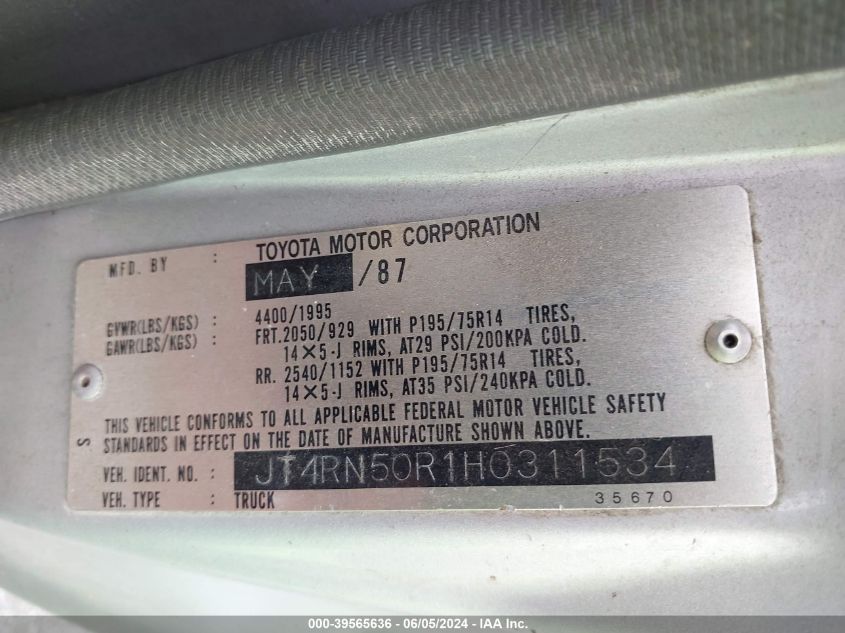 MFD. BY : TOYOTA MOTOR CORPORATION
MAY /87
GVWR(LBS/KGS) : 4400/1995
GAWR(LBS/KGS) : FRT. 2050/929 WITH P195/75R14 TIRES,
14×5-J RIMS, AT29 PSI/200KPA COLD.
RR. 2540/1152 WITH P195/75R14 TIRES,
14×5-J RIMS, AT35 PSI/240KPA COLD.
THIS VEHICLE CONFORMS TO ALL APPLICABLE FEDERAL MOTOR VEHICLE SAFETY
S STANDARDS IN EFFECT ON THE DATE OF MANUFACTURE SHOWN ABOVE.
VEH. IDENT. NO. : JT4RN50R1H0311534
VEH. TYPE : TRUCK 35670
000-39565636 - 06/05/2024 - IAA Inc.